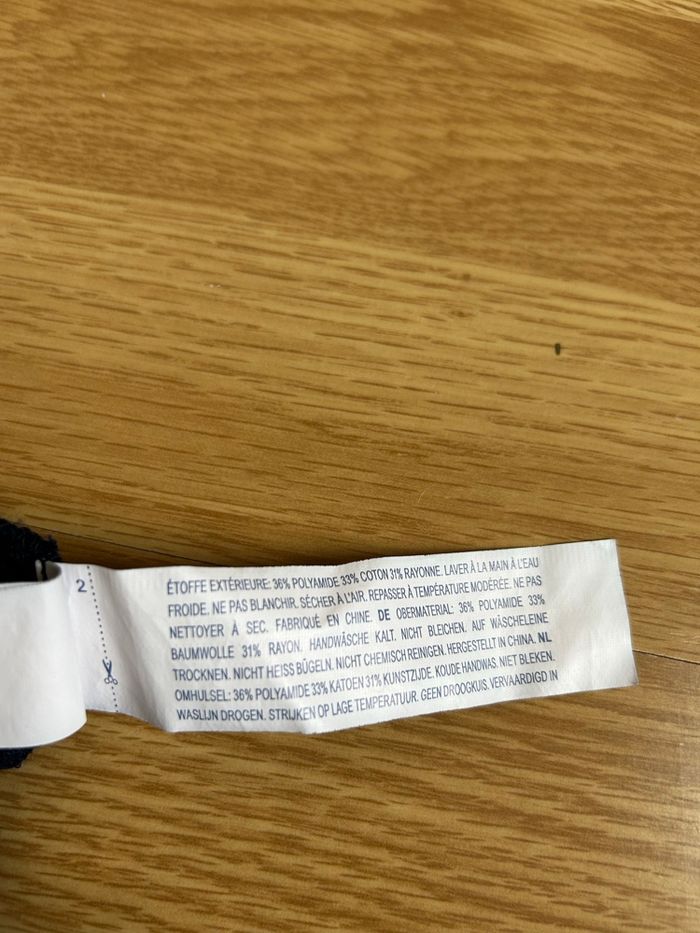 2
ÉTOFFE EXTÉRIEURE: 36% POLYAMIDE 33% COTON 31% RAYONNE. LAVER À LA MAIN À L'EAU
FROIDE. NE PAS BLANCHIR. SÉCHER À L'AIR. REPASSER À TEMPÉRATURE MODÉRÉE. NE PAS
NETTOYER À SEC. FABRIQUÉ EN CHINE. DE OBERMATERIAL: 36% POLYAMIDE 33%
BAUMWOLLE 31% RAYON. HANDWÄSCHE KALT. NICHT BLEICHEN. AUF WÄSCHELEINE
TROCKNEN. NICHT HEISS BÜGELN. NICHT CHEMISCH REINIGEN. HERGESTELLT IN CHINA. NL
OMHULSEL: 36% POLYAMIDE 33% KATOEN 31% KUNSTZIJDE. KOUDE HANDWAS. NIET BLEKEN.
WASLIJN DROGEN. STRIJKEN OP LAGE TEMPERATUUR. GEEN DROOGKUIS. VERVAARDIGD IN